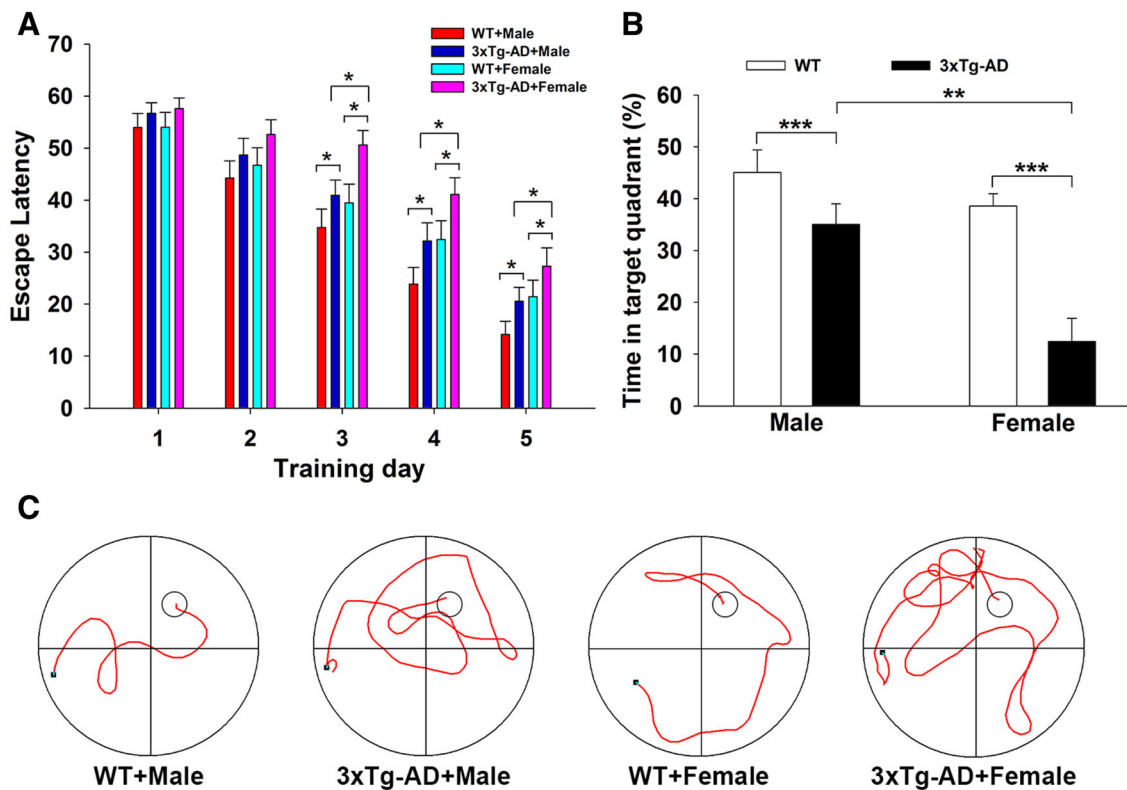 A
WT+Male
3xTg-AD+Male
WT+Female
3xTg-AD+Female
Escape Latency
70
60
50
40
30
20
10
0
* * *
* * *
* * *
1 2 3 4 5
Training day
B
WT 3xTg-AD
Time in target quadrant (%)
60
50
40
30
20
10
0
**
***
***
Male Female
C
WT+Male 3xTg-AD+Male WT+Female 3xTg-AD+Female